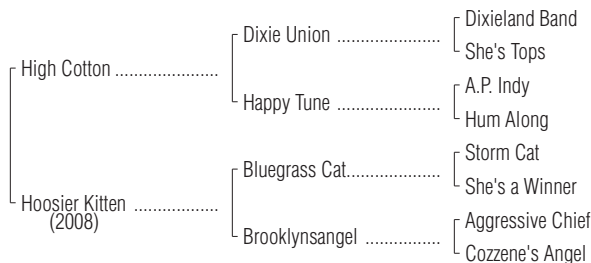 Dixieland Band
Dixie Union ......................
She's Tops
High Cotton ......................
A.P. Indy
Happy Tune ......................
Hum Along
Storm Cat
Bluegrass Cat....................
She's a Winner
Hoosier Kitten ..................
(2008)
Aggressive Chief
Brooklynsangel ................
Cozzene's Angel